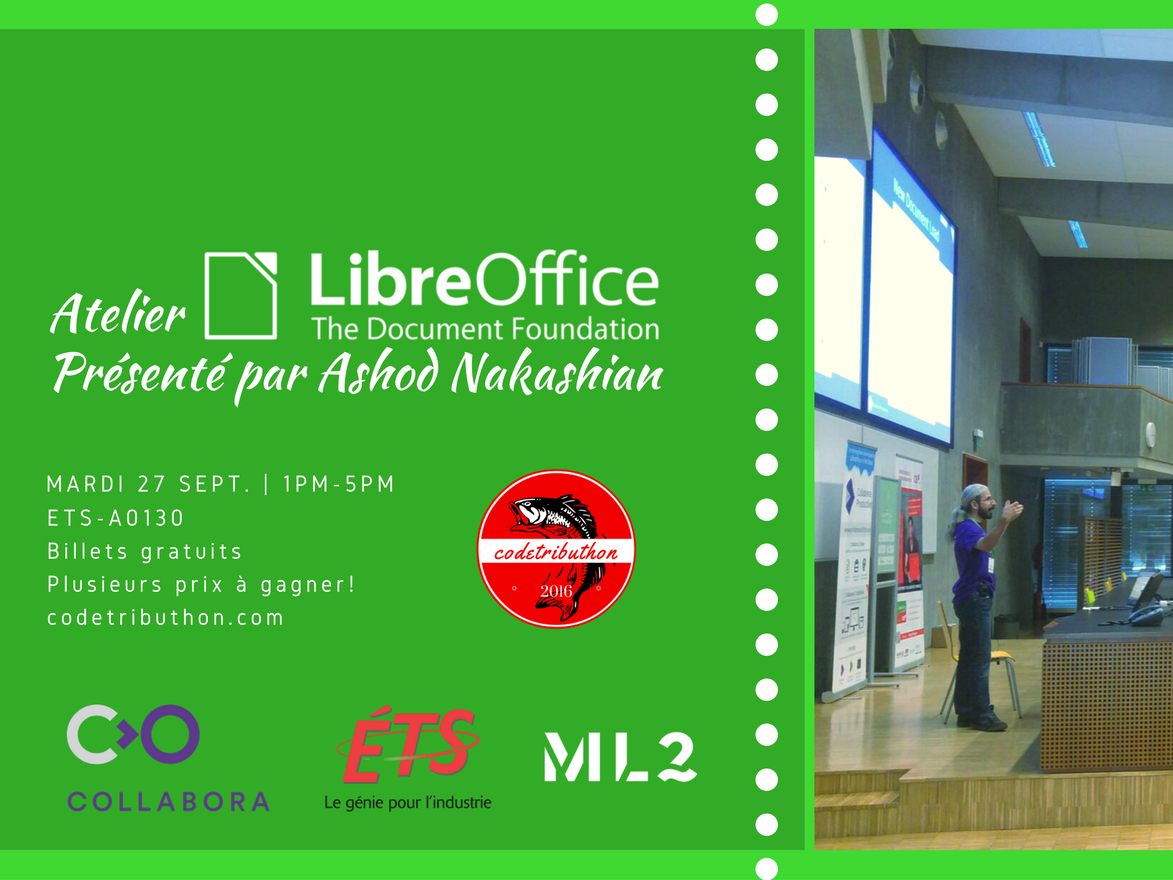 Atelier LibreOffice
The Document Foundation
Présenté par Ashod Nakashian
MARDI 27 SEPT. | 1PM-5PM
ETS-A0130
Billets gratuits
Plusieurs prix à gagner!
codetributhon.com
codetributhon
2016
COLLABORA
ÉTS
Le génie pour l'industrie
ML2
New Document Load